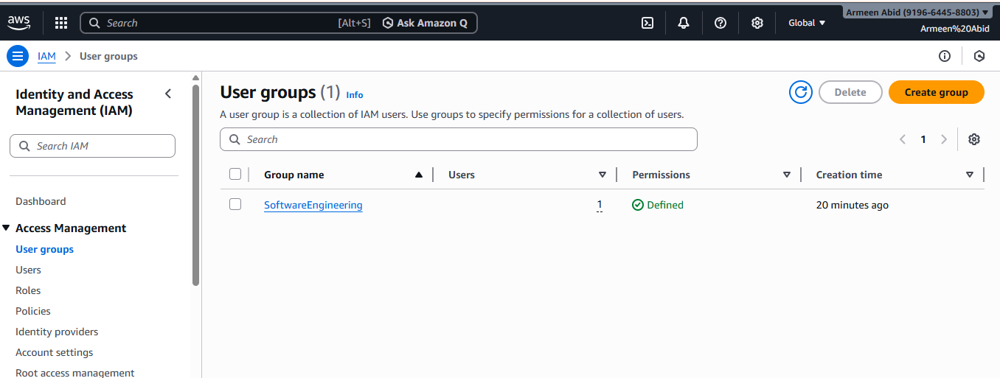 aws
Search [Alt+S] Ask Amazon Q
Global
Armeen Abid (9196-6445-8803)
Armeen%20Abid
IAM User groups
Identity and Access
Management (IAM)
Search IAM
Dashboard
Access Management
User groups
Users
Roles
Policies
Identity providers
Account settings
Root access management
User groups (1) Info
Delete
Create group
A user group is a collection of IAM users. Use groups to specify permissions for a collection of users.
Search
1
Group name Users Permissions Creation time
SoftwareEngineering 1 Defined 20 minutes ago